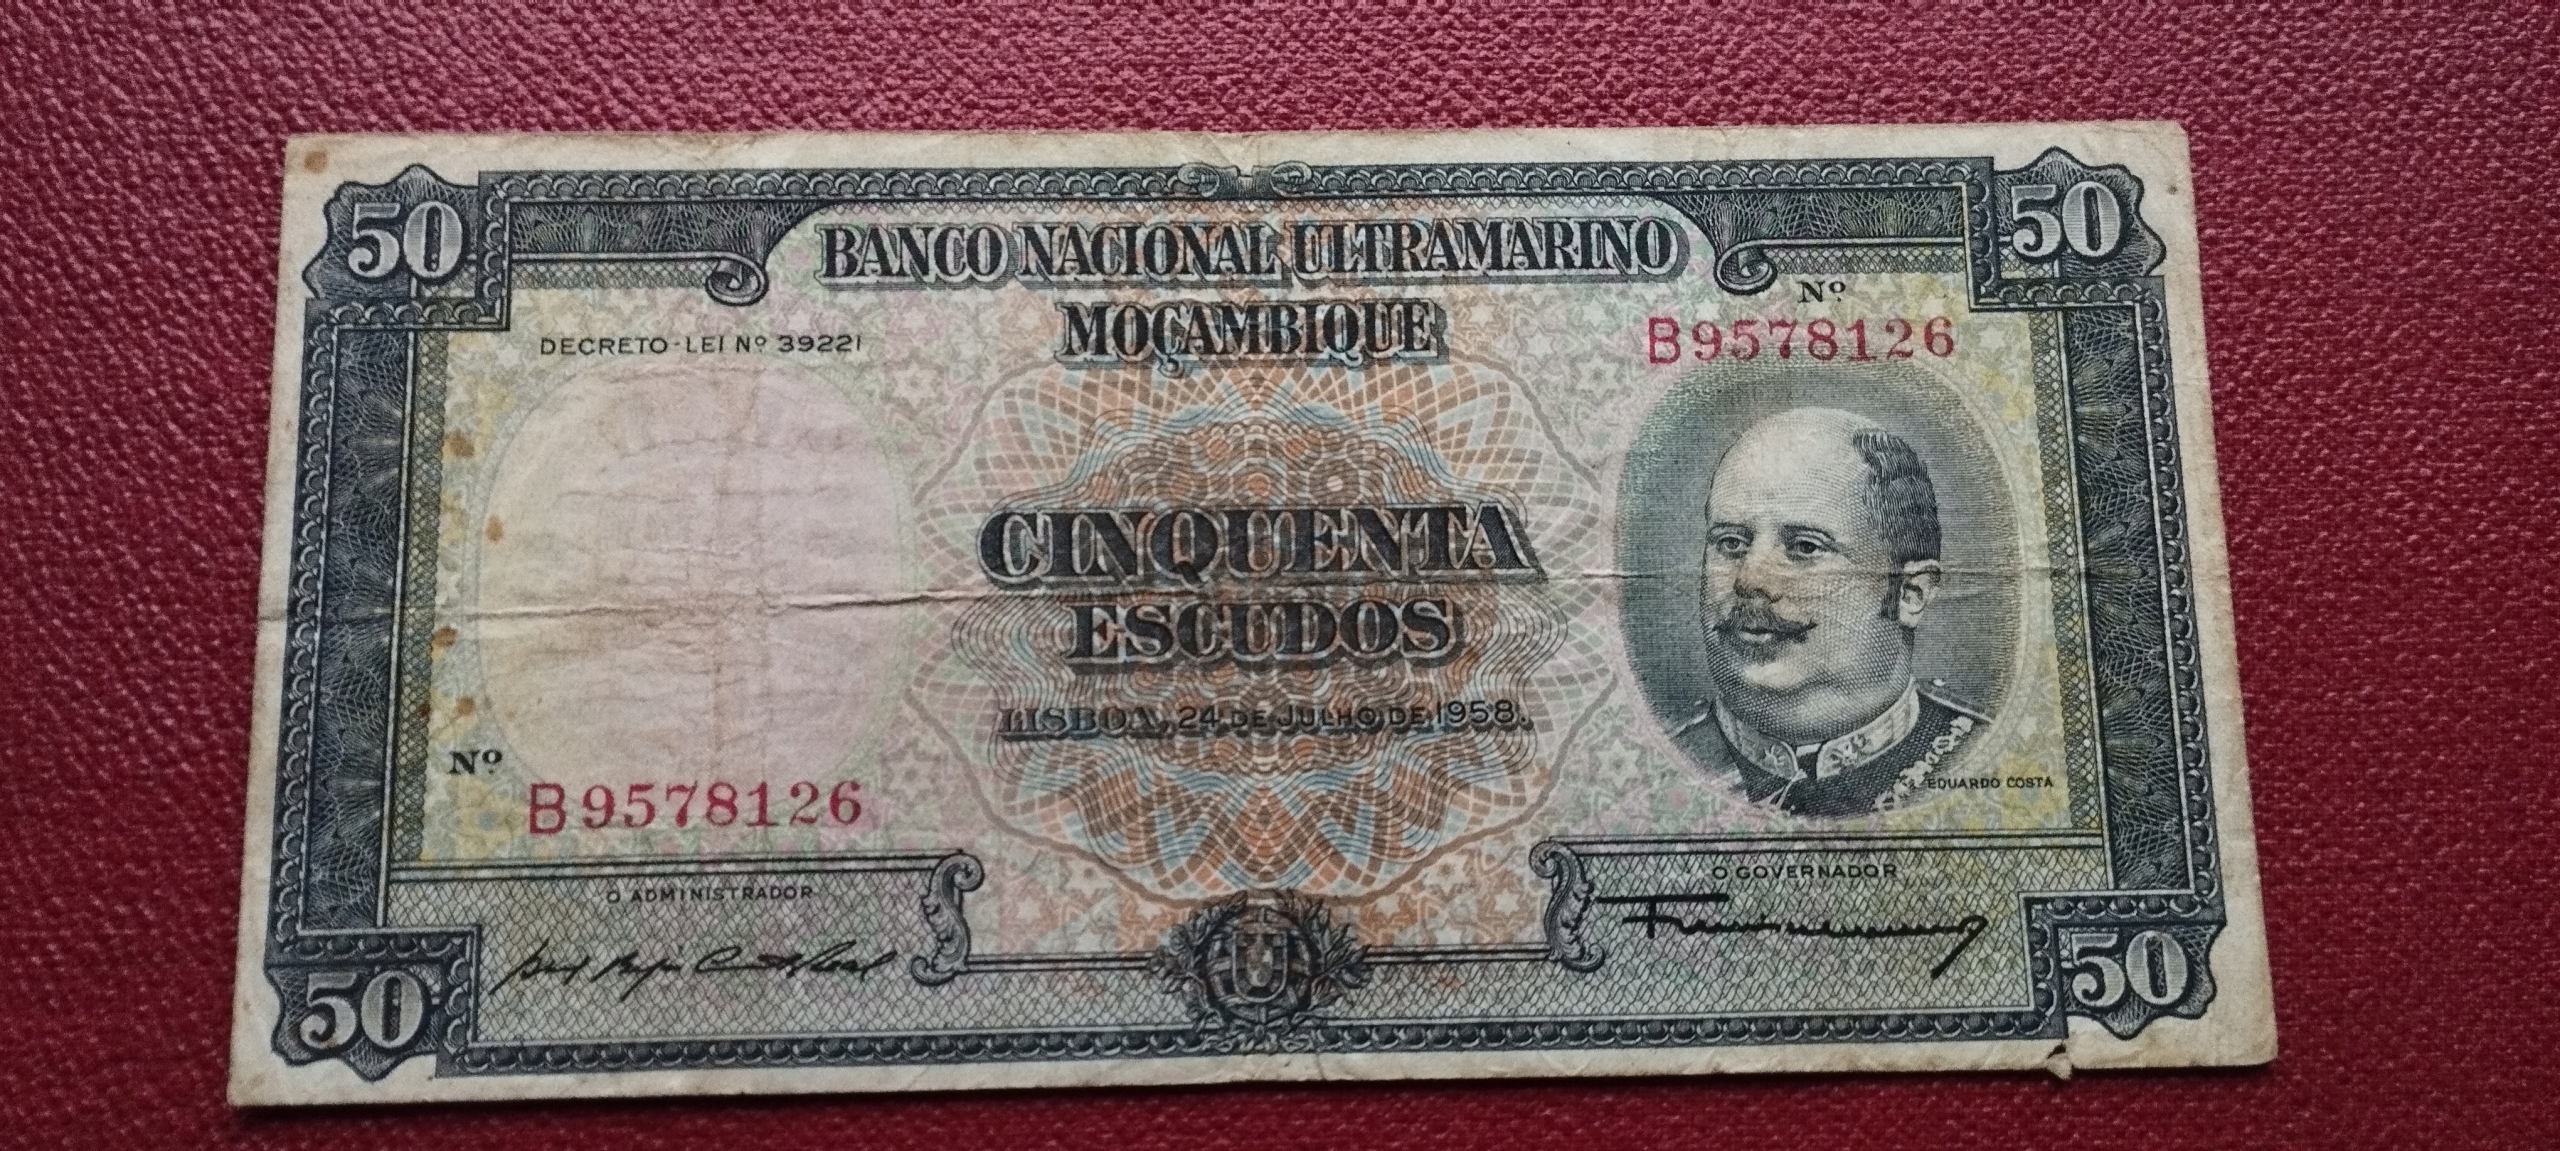 50
50
BANCO NACIONAL ULTRAMARINO
MOÇAMBIQUE
Nº
B9578126
DECRETO-LEI Nº 39221
CINQUENTA
ESCUDOS
LISBOA, 24 DE JULHO DE 1958.
EDUARDO COSTA
Nº
B9578126
O ADMINISTRADOR
O GOVERNADOR
50
50